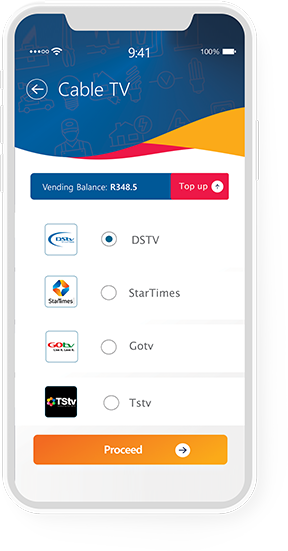 9:41
100%
Cable TV
Vending Balance: R348.5
Top up
DStv
DSTV
StarTimes
StarTimes
GOtv
Gotv
TStv
Tstv
Proceed